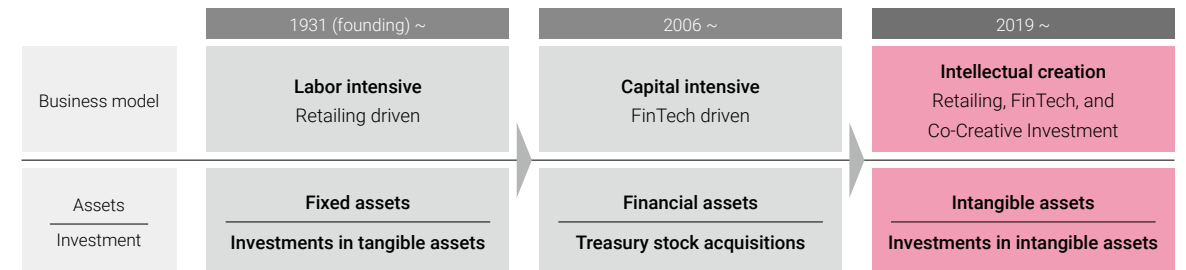 1931 (founding) ~
2006 ~
2019 ~
Business model
Labor intensive
Retailing driven
Capital intensive
FinTech driven
Intellectual creation
Retailing, FinTech, and
Co-Creative Investment
Assets
Investment
Fixed assets
Investments in tangible assets
Financial assets
Treasury stock acquisitions
Intangible assets
Investments in intangible assets